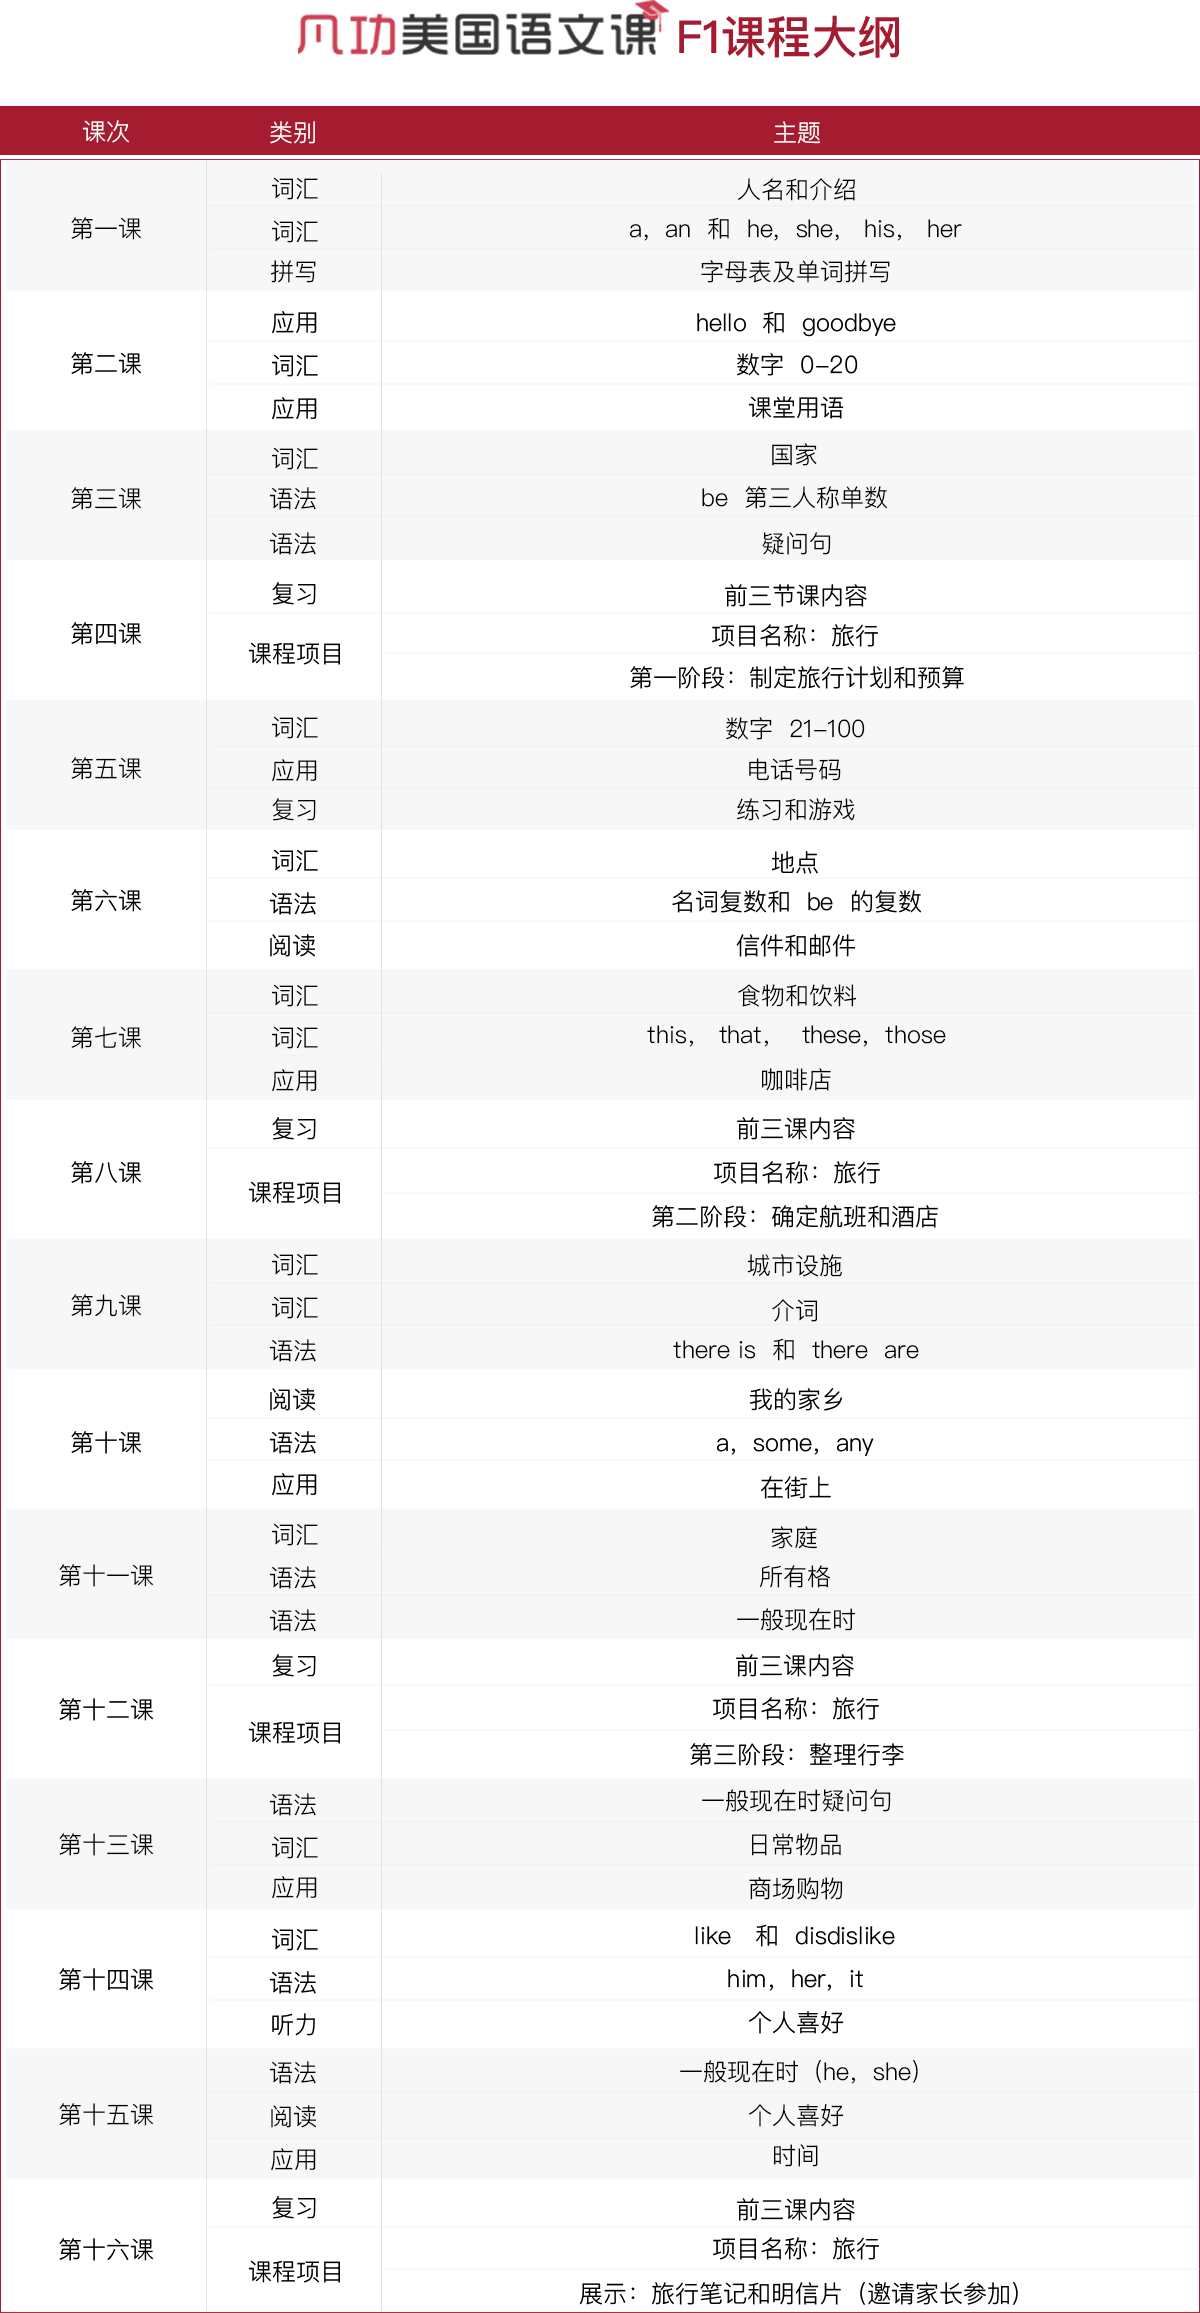 凡功美国语文课 F1课程大纲
课次 类别 主题
第一课
词汇 人名和介绍
词汇 a, an 和 he, she, his, her
拼写 字母表及单词拼写
第二课
应用 hello 和 goodbye
词汇 数字 0-20
应用 课堂用语
第三课
词汇 国家
语法 be 第三人称单数
语法 疑问句
第四课
复习 前三节课内容
课程项目 项目名称：旅行
第一阶段：制定旅行计划和预算
第五课
词汇 数字 21-100
应用 电话号码
复习 练习和游戏
第六课
词汇 地点
语法 名词复数和 be 的复数
阅读 信件和邮件
第七课
词汇 食物和饮料
词汇 this, that, these, those
应用 咖啡店
第八课
复习 前三课内容
课程项目 项目名称：旅行
第二阶段：确定航班和酒店
第九课
词汇 城市设施
词汇 介词
语法 there is 和 there are
第十课
阅读 我的家乡
语法 a, some, any
应用 在街上
第十一课
词汇 家庭
语法 所有格
语法 一般现在时
第十二课
复习 前三课内容
课程项目 项目名称：旅行
第三阶段：整理行李
第十三课
语法 一般现在时疑问句
词汇 日常物品
应用 商场购物
第十四课
词汇 like 和 disdislike
语法 him, her, it
听力 个人喜好
第十五课
语法 一般现在时（he, she）
阅读 个人喜好
应用 时间
第十六课
复习 前三课内容
课程项目 项目名称：旅行
展示：旅行笔记和明信片（邀请家长参加）